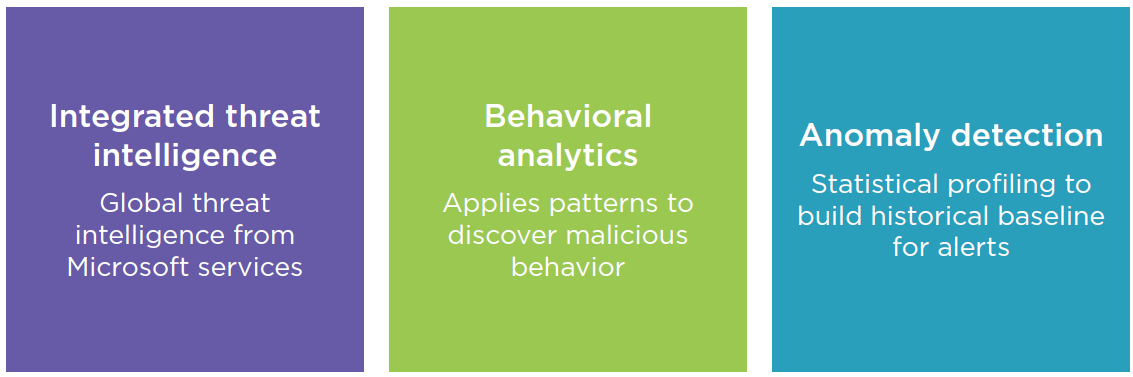 Integrated threat
intelligence
Global threat
intelligence from
Microsoft services
Behavioral
analytics
Applies patterns to
discover malicious
behavior
Anomaly detection
Statistical profiling to
build historical baseline
for alerts